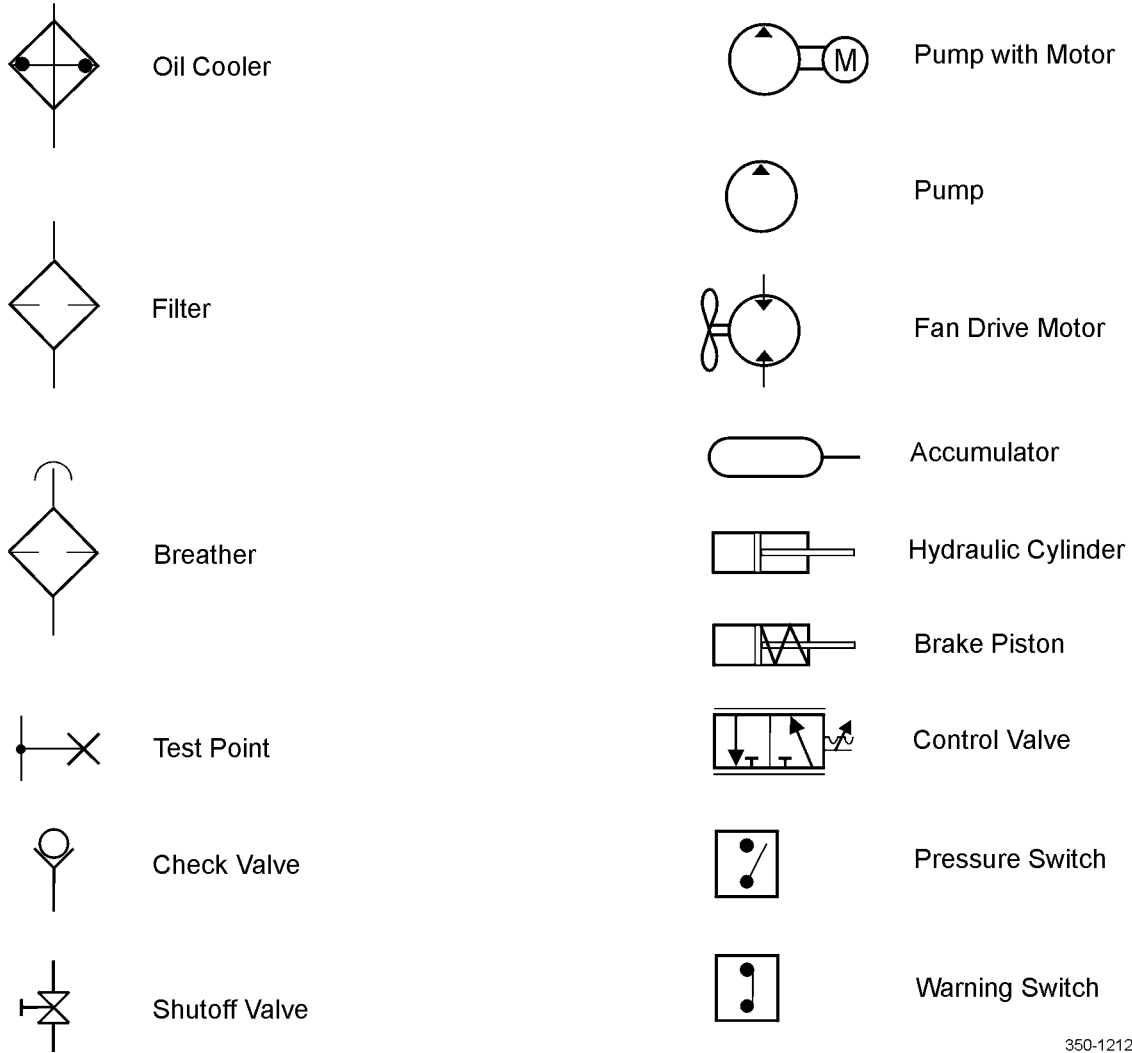 Oil Cooler
Filter
Breather
Test Point
Check Valve
Shutoff Valve
M
Pump with Motor
Pump
Fan Drive Motor
Accumulator
Hydraulic Cylinder
Brake Piston
Control Valve
Pressure Switch
Warning Switch
350-1212